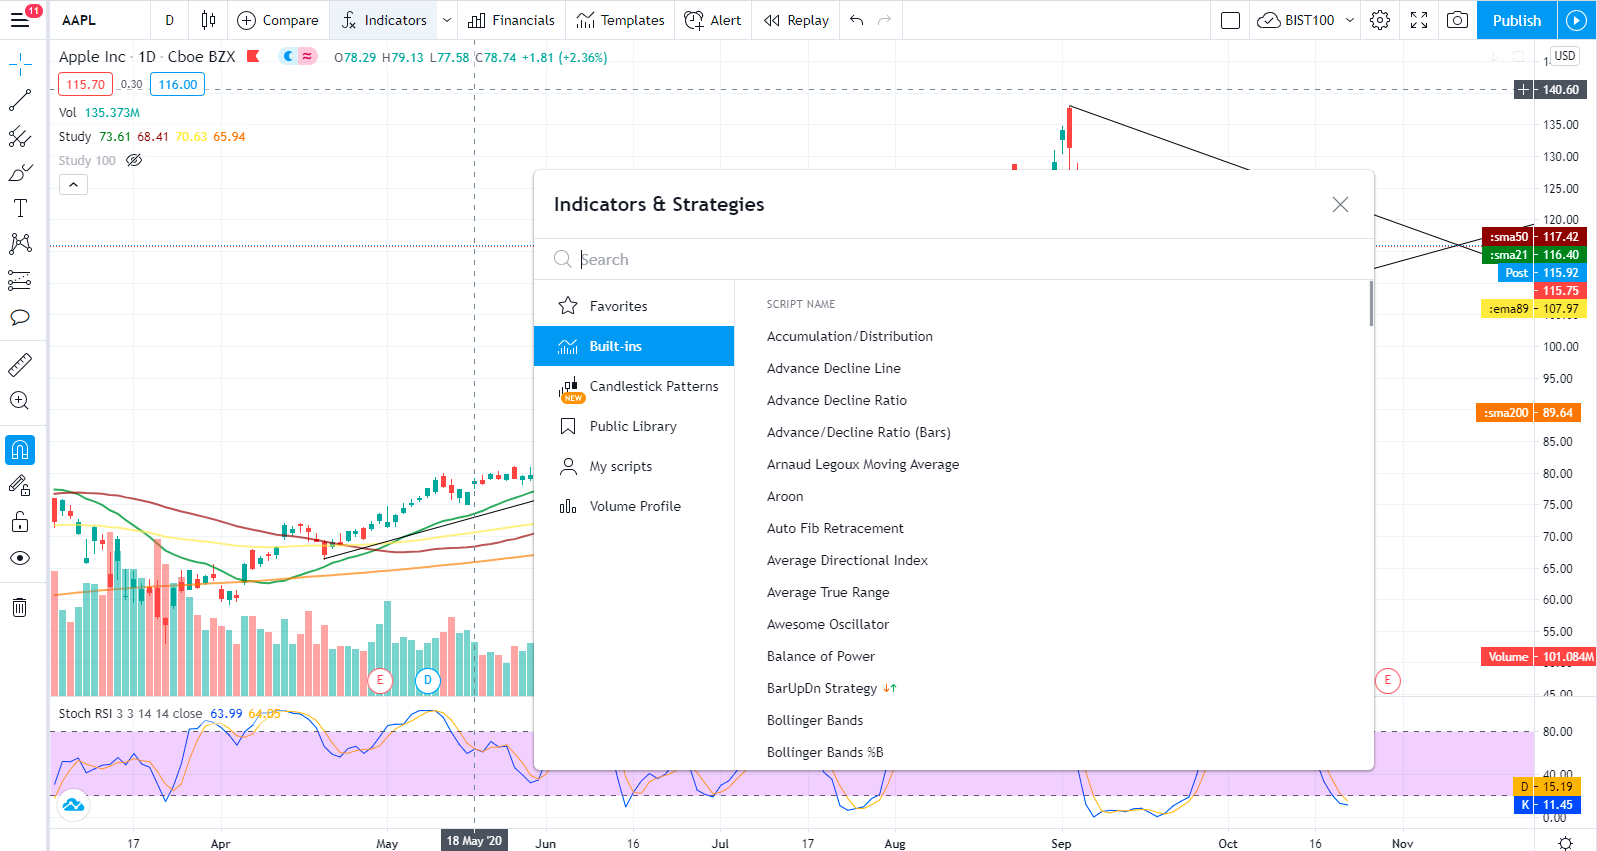 11
AAPL
D
Compare
Indicators
Financials
Templates
Alert
Replay
BIST100
Publish
Apple Inc · 1D · Cboe BZX
O78.29 H79.13 L77.58 C78.74 +1.81 (+2.36%)
USD
115.70 0.30 116.00
140.60
Vol 135.373M
135.00
Study 73.61 68.41 70.63 65.94
130.00
Study 100
125.00
Indicators & Strategies
120.00
:sma50 117.42
:sma21 116.40
Search
Post 115.92
115.75
:ema89 107.97
Favorites
Built-ins
Candlestick Patterns
NEW
Public Library
My scripts
Volume Profile
SCRIPT NAME
Accumulation/Distribution
Advance Decline Line
Advance Decline Ratio
Advance/Decline Ratio (Bars)
Arnaud Legoux Moving Average
Aroon
Auto Fib Retracement
Average Directional Index
Average True Range
Awesome Oscillator
Balance of Power
BarUpDn Strategy
Bollinger Bands
Bollinger Bands %B
100.00
95.00
:sma200 89.64
85.00
80.00
75.00
70.00
65.00
60.00
55.00
Volume 101.084M
45.00
E
D
E
Stoch RSI 3 3 14 14 close 63.99 64.05
80.00
40.00
D 15.19
K 11.45
0.00
17
Apr
May
18 May '20
Jun
16
Jul
17
Aug
Sep
Oct
16
Nov